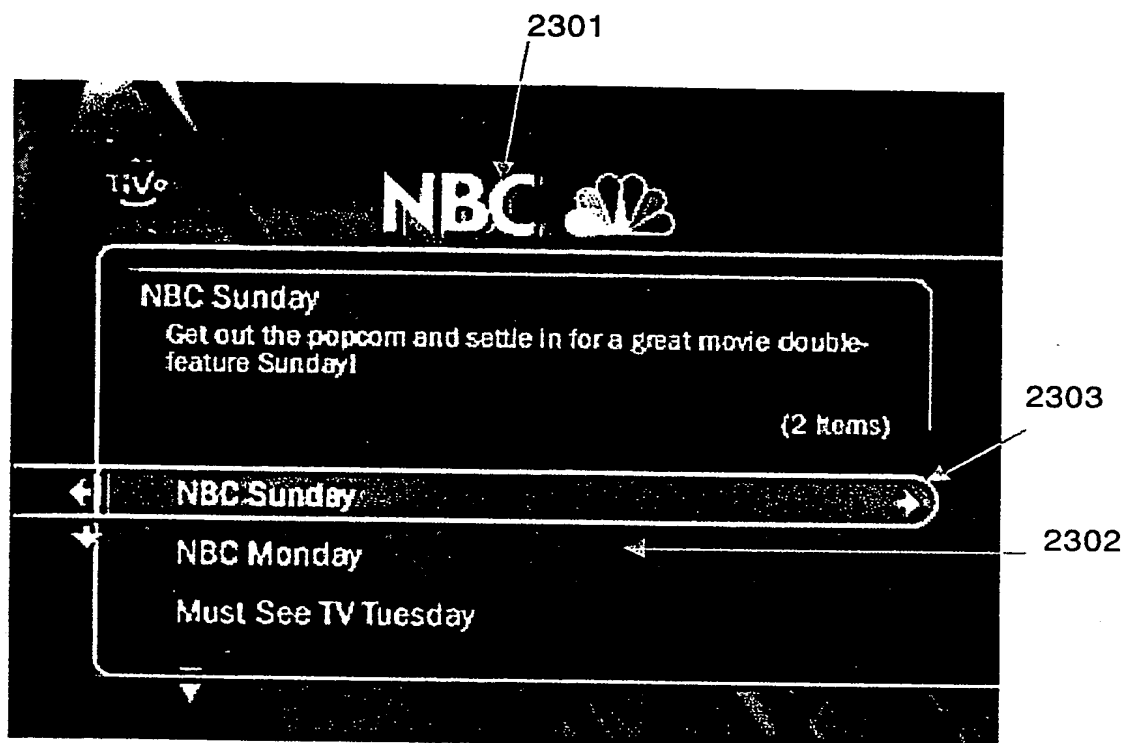 2301
TiVo
NBC
NBC Sunday
Get out the popcorn and settle in for a great movie double-
feature Sunday!
(2 Items)
2303
NBC Sunday
NBC Monday
2302
Must See TV Tuesday